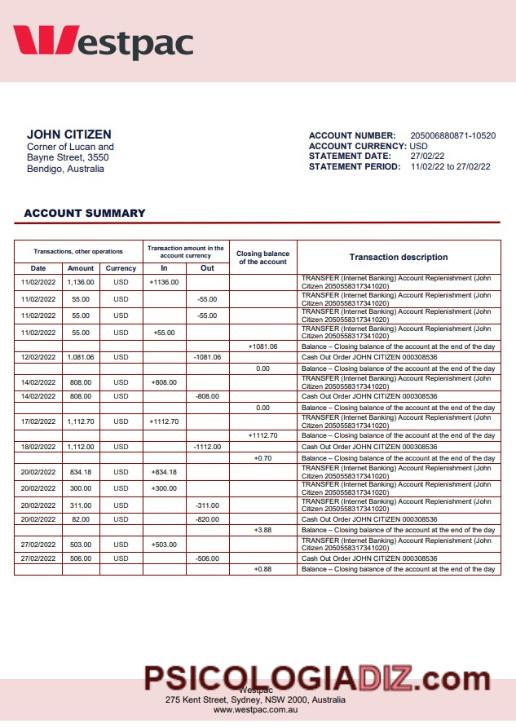 Westpac
JOHN CITIZEN
Corner of Lucan and
Bayne Street, 3550
Bendigo, Australia
ACCOUNT NUMBER: 205006880871-10520
ACCOUNT CURRENCY: USD
STATEMENT DATE: 27/02/22
STATEMENT PERIOD: 11/02/22 to 27/02/22
ACCOUNT SUMMARY
Transactions, other operations
Transaction amount in the
account currency
Closing balance
of the account
Transaction description
Date Amount Currency In Out
11/02/2022 1,136.00 USD +1136.00 TRANSFER (Internet Banking) Account Replenishment (John
Citizen 2050558317341020)
11/02/2022 55.00 USD -55.00 TRANSFER (Internet Banking) Account Replenishment (John
Citizen 2050558317341020)
11/02/2022 55.00 USD -55.00 TRANSFER (Internet Banking) Account Replenishment (John
Citizen 2050558317341020)
11/02/2022 55.00 USD +55.00 TRANSFER (Internet Banking) Account Replenishment (John
Citizen 2050558317341020)
+1081.06 Balance – Closing balance of the account at the end of the day
12/02/2022 1,081.06 USD -1081.06 Cash Out Order JOHN CITIZEN 000308536
0.00 Balance – Closing balance of the account at the end of the day
14/02/2022 808.00 USD +808.00 TRANSFER (Internet Banking) Account Replenishment (John
Citizen 2050558317341020)
14/02/2022 808.00 USD -808.00 Cash Out Order JOHN CITIZEN 000308536
0.00 Balance – Closing balance of the account at the end of the day
17/02/2022 1,112.70 USD +1112.70 TRANSFER (Internet Banking) Account Replenishment (John
Citizen 2050558317341020)
+1112.70 Balance – Closing balance of the account at the end of the day
18/02/2022 1,112.00 USD -1112.00 Cash Out Order JOHN CITIZEN 000308536
+0.70 Balance – Closing balance of the account at the end of the day
20/02/2022 834.18 USD +834.18 TRANSFER (Internet Banking) Account Replenishment (John
Citizen 2050558317341020)
20/02/2022 300.00 USD +300.00 TRANSFER (Internet Banking) Account Replenishment (John
Citizen 2050558317341020)
20/02/2022 311.00 USD -311.00 TRANSFER (Internet Banking) Account Replenishment (John
Citizen 2050558317341020)
20/02/2022 82.00 USD -820.00 Cash Out Order JOHN CITIZEN 000308536
+3.88 Balance – Closing balance of the account at the end of the day
27/02/2022 503.00 USD +503.00 TRANSFER (Internet Banking) Account Replenishment (John
Citizen 2050558317341020)
27/02/2022 506.00 USD -506.00 Cash Out Order JOHN CITIZEN 000308536
+0.88 Balance – Closing balance of the account at the end of the day
PSICOLOGIADIZ.com
Westpac
275 Kent Street, Sydney, NSW 2000, Australia
www.westpac.com.au